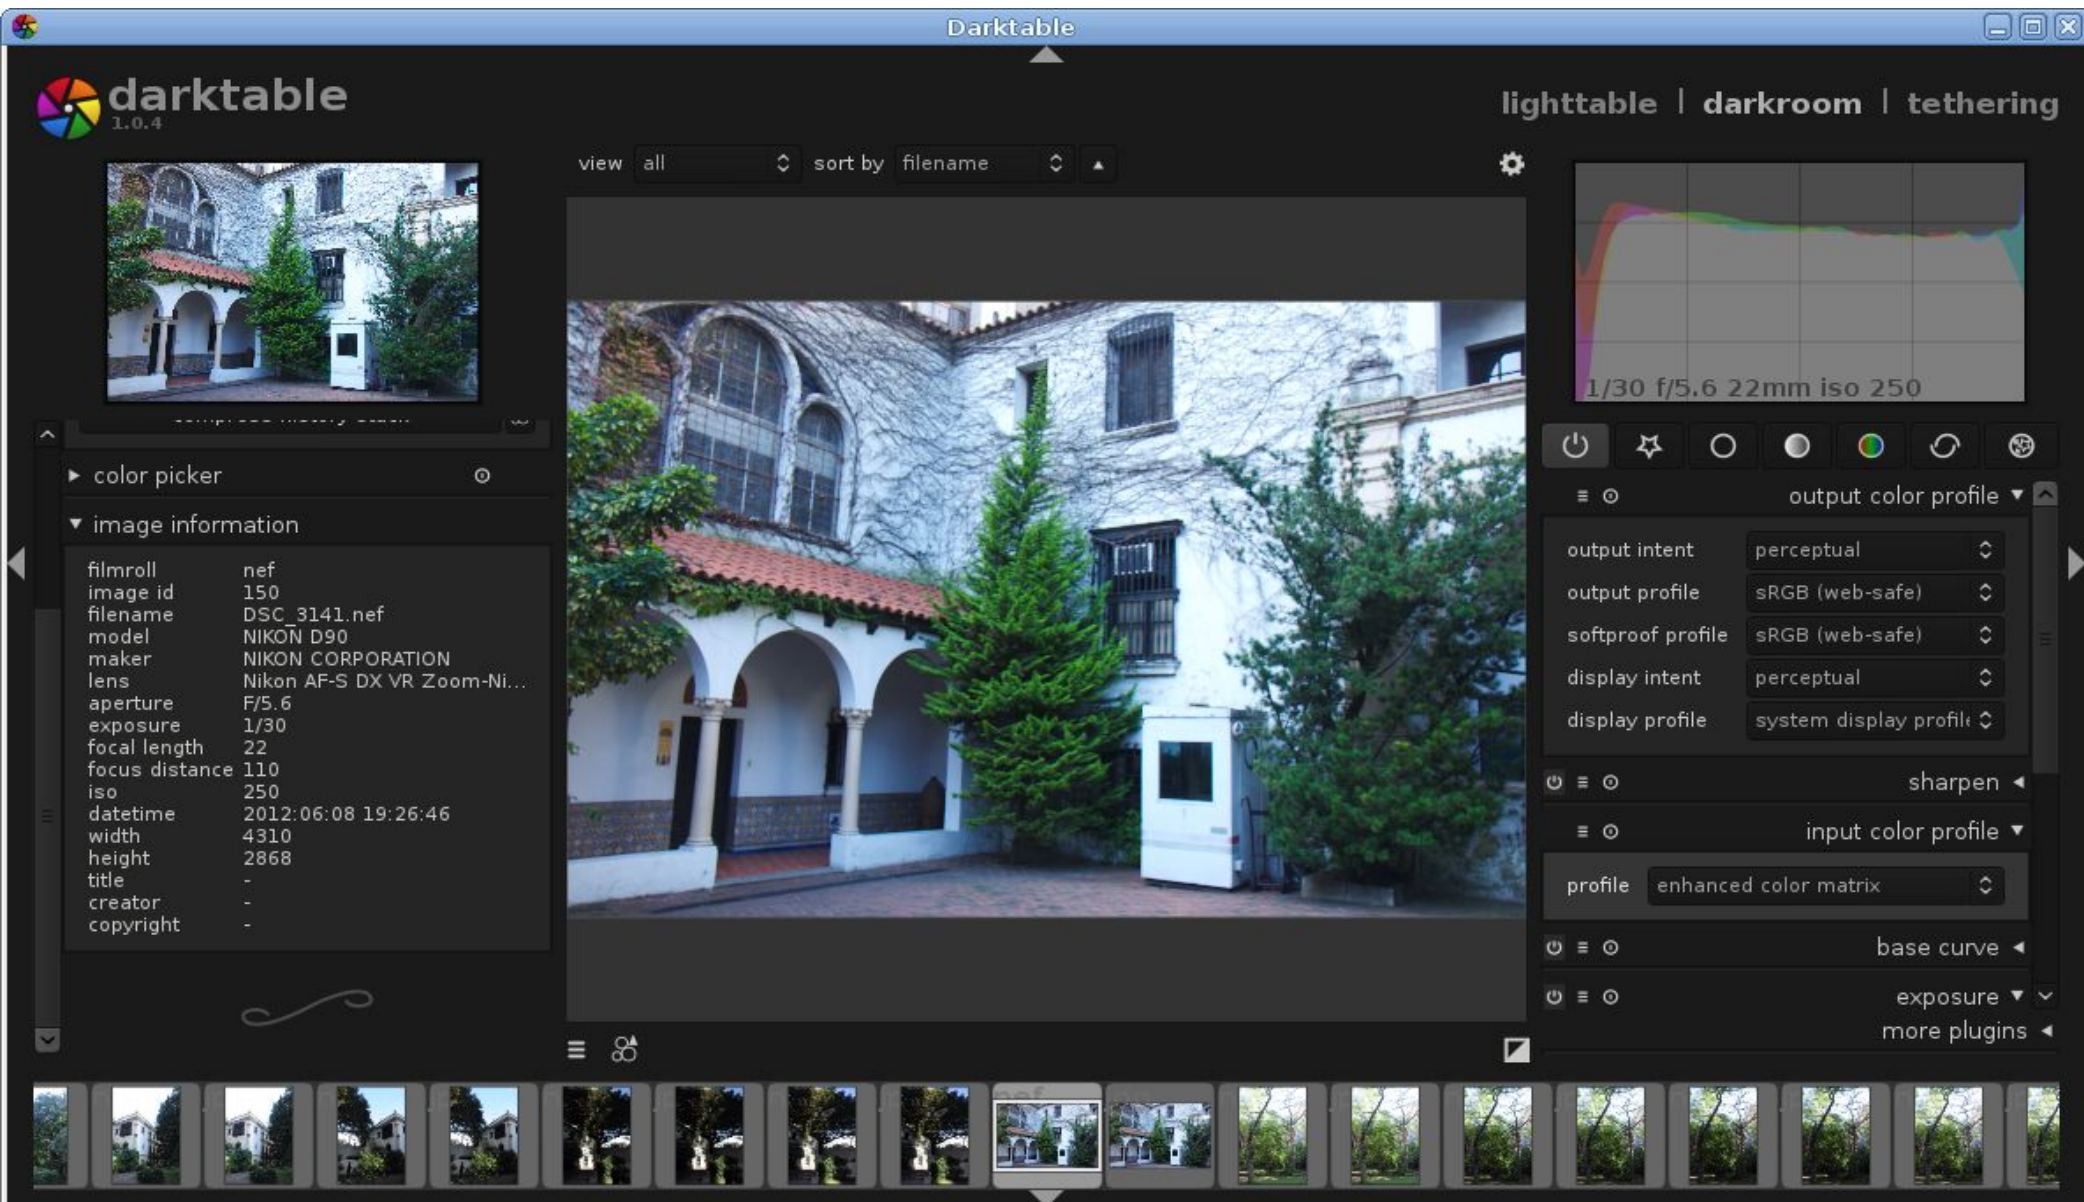 Darktable
darktable
1.0.4
lighttable | darkroom | tethering
view all sort by filename
1/30 f/5.6 22mm iso 250
compress history stack
color picker
image information
filmroll nef
image id 150
filename DSC_3141.nef
model NIKON D90
maker NIKON CORPORATION
lens Nikon AF-S DX VR Zoom-Ni...
aperture F/5.6
exposure 1/30
focal length 22
focus distance 110
iso 250
datetime 2012:06:08 19:26:46
width 4310
height 2868
title -
creator -
copyright -
output color profile
output intent perceptual
output profile sRGB (web-safe)
softproof profile sRGB (web-safe)
display intent perceptual
display profile system display profile
sharpen
input color profile
profile enhanced color matrix
base curve
exposure
more plugins
nef